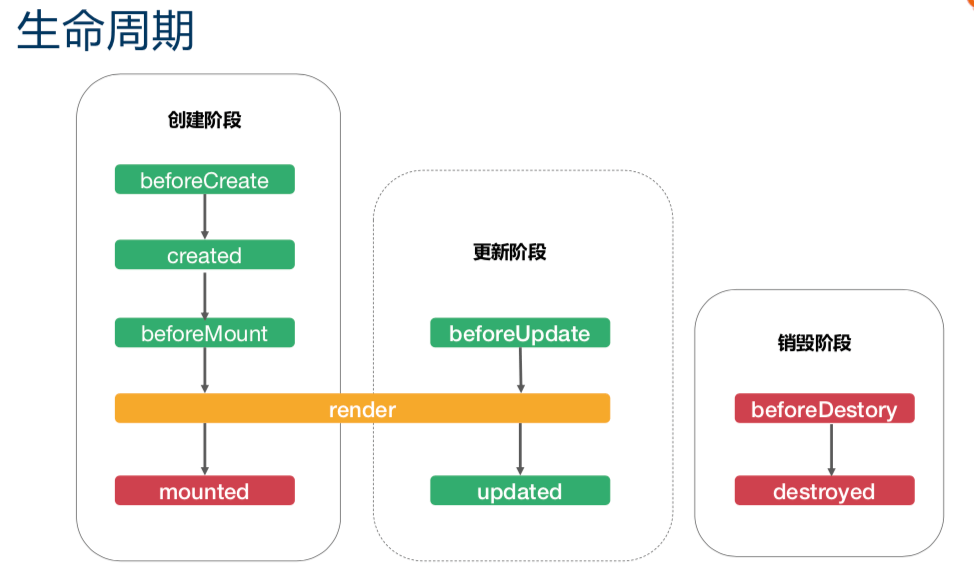 生命周期
创建阶段
beforeCreate
created
beforeMount
render
mounted
更新阶段
beforeUpdate
updated
销毁阶段
beforeDestory
destroyed